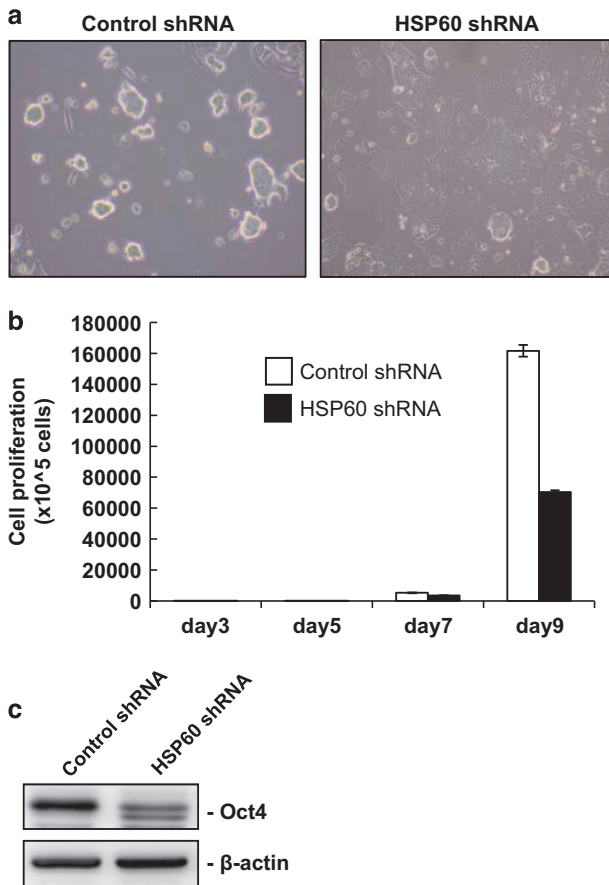 a
Control shRNA
HSP60 shRNA
b
Cell proliferation
(x10^5 cells)
180000
160000
140000
120000
100000
80000
60000
40000
20000
0
Control shRNA
HSP60 shRNA
day3
day5
day7
day9
c
Control shRNA
HSP60 shRNA
- Oct4
- β-actin